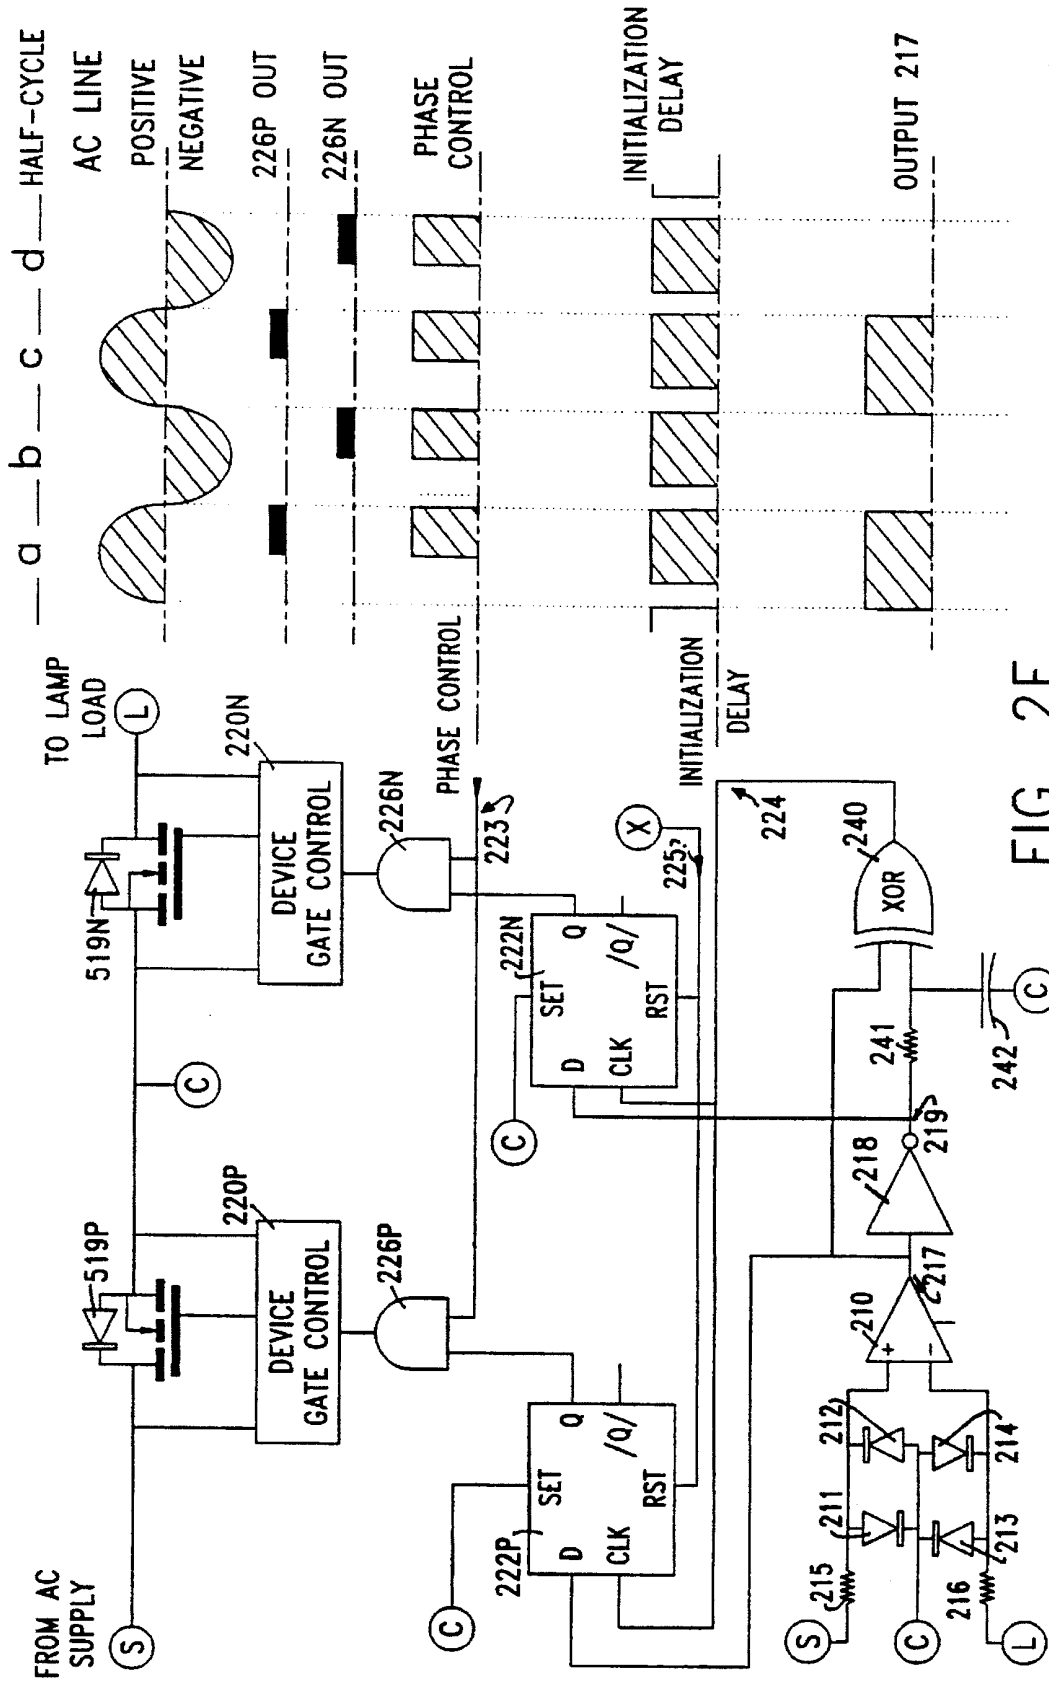 FROM AC
SUPPLY
S
519P
C
519N
TO LAMP
LOAD
L
220P
DEVICE
GATE CONTROL
220N
DEVICE
GATE CONTROL
226P
226N
PHASE CONTROL
223
C
222P
SET
D
Q
CLK
/Q/
RST
C
222N
SET
D
Q
CLK
/Q/
RST
X
225
INITIALIZATION
DELAY
224
S
215
211
212
C
L
216
213
214
210
+
-
217
218
219
241
242
C
XOR
240
a b c d HALF-CYCLE
AC LINE
POSITIVE
NEGATIVE
226P OUT
226N OUT
PHASE
CONTROL
INITIALIZATION
DELAY
OUTPUT 217
FIG. 2F